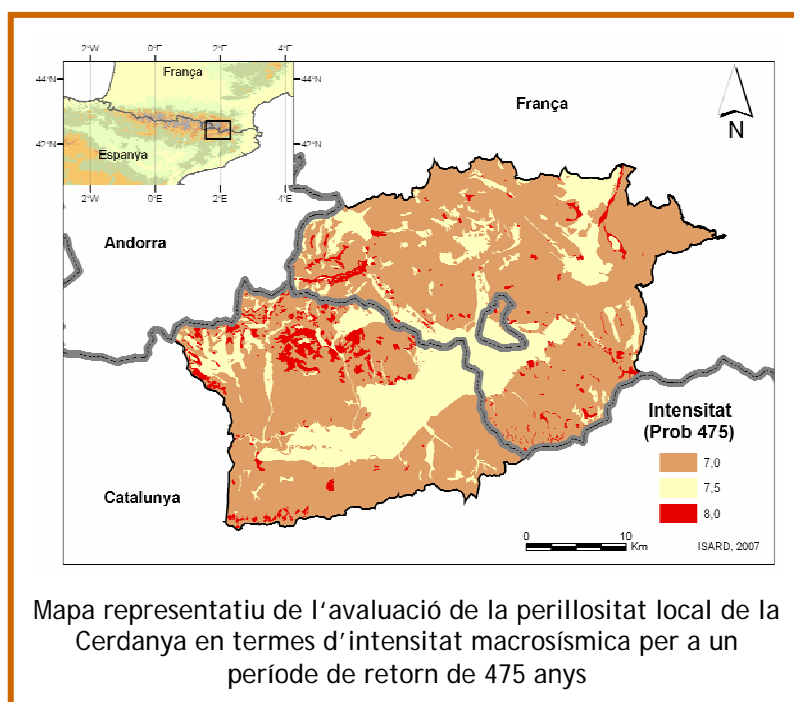 2°W 0°E 2°E 4°E
44°N 44°N
França
42°N 42°N
Espanya
2°W 0°E 2°E 4°E
França
N
Andorra
Catalunya
Intensitat
(Prob 475)
7,0
7,5
8,0
0 10
Km
ISARD, 2007
Mapa representatiu de l'avaluació de la perillositat local de la
Cerdanya en termes d'intensitat macrosísmica per a un
període de retorn de 475 anys